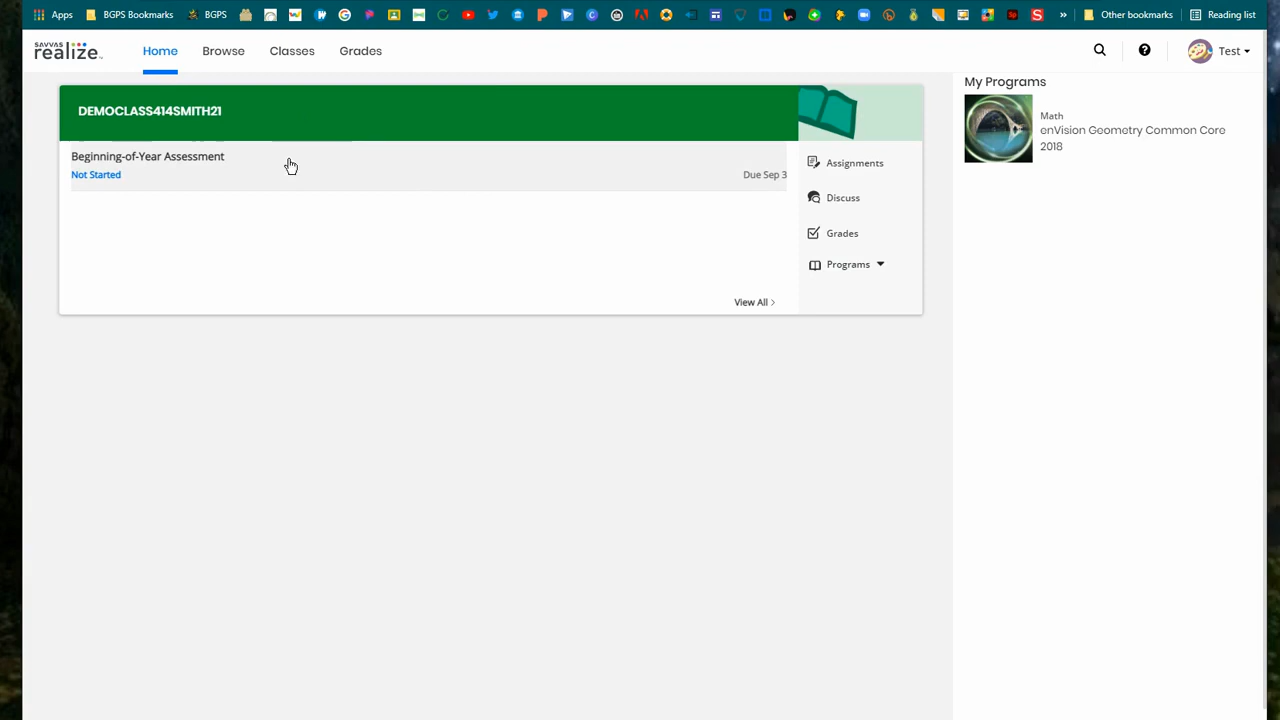 Apps BGPS Bookmarks BGPS » Other bookmarks Reading list
SAVVAS
realize™ Home Browse Classes Grades Test
My Programs
DEMOCLASS414SMITH21
Beginning-of-Year Assessment
Not Started Due Sep 3
View All
Assignments
Discuss
Grades
Programs
Math
enVision Geometry Common Core
2018